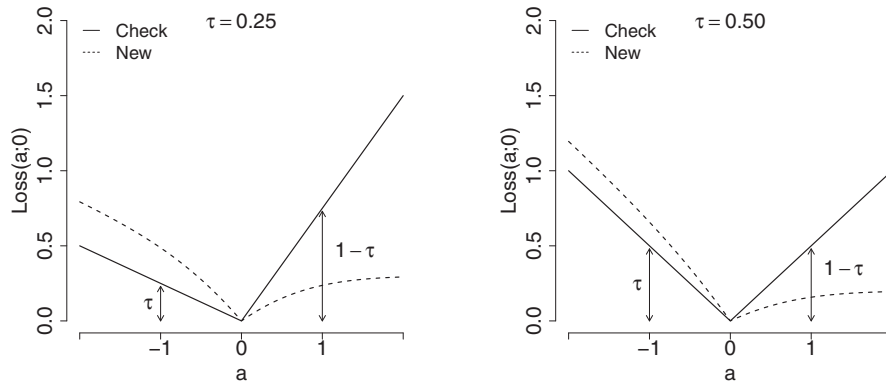 τ = 0.25
Check
New
Loss(a;0)
2.0
1.5
1.0
0.5
0.0
τ
1 − τ
−1
0
1
a
τ = 0.50
Check
New
Loss(a;0)
2.0
1.5
1.0
0.5
0.0
τ
1 − τ
−1
0
1
a